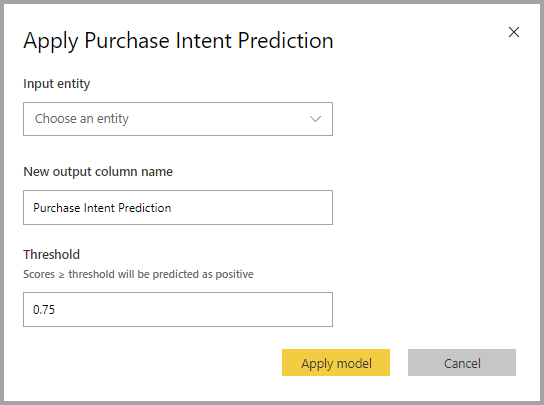 Apply Purchase Intent Prediction
Input entity
Choose an entity
New output column name
Purchase Intent Prediction
Threshold
Scores ≥ threshold will be predicted as positive
0.75
Apply model
Cancel